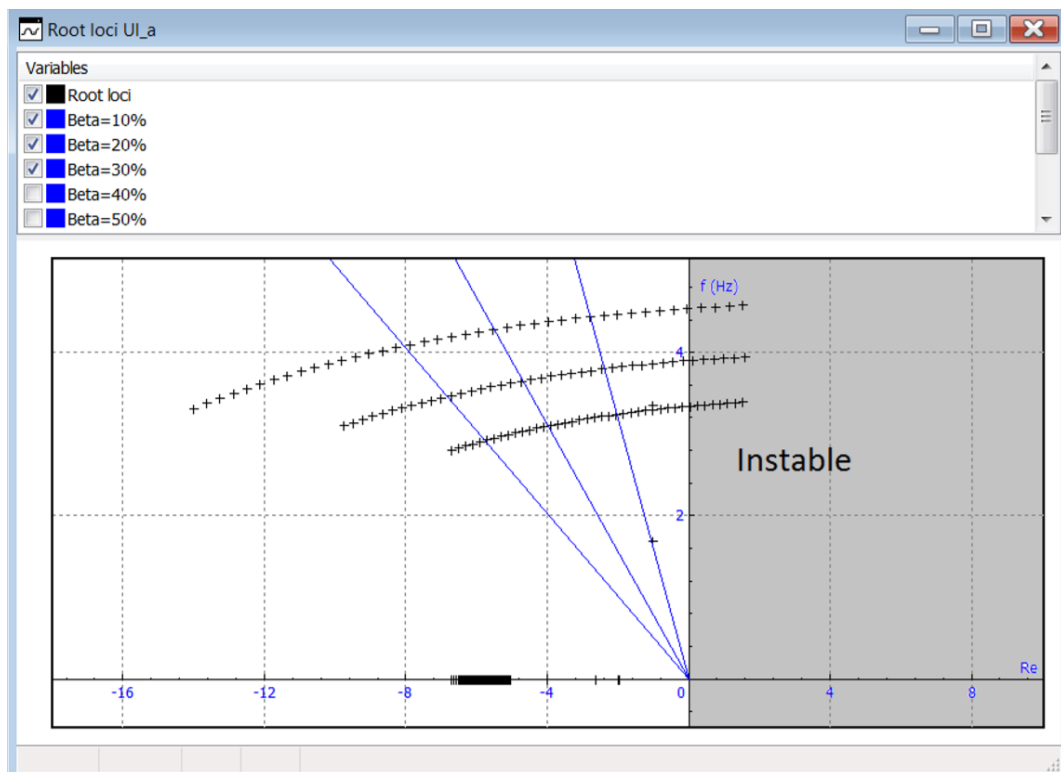 Root loci UI_a
Variables
Root loci
Beta=10%
Beta=20%
Beta=30%
Beta=40%
Beta=50%
f (Hz)
4
Instable
2
Re
-16 -12 -8 -4 0 4 8